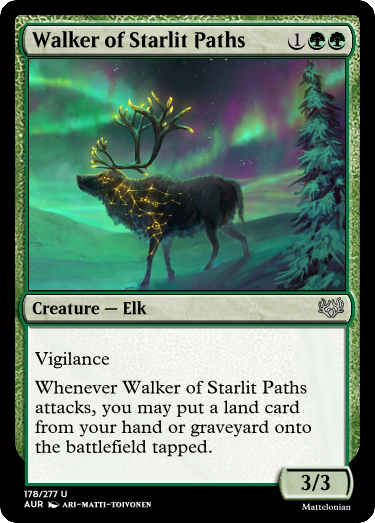 Walker of Starlit Paths 1
Creature — Elk
Vigilance
Whenever Walker of Starlit Paths
attacks, you may put a land card
from your hand or graveyard onto
the battlefield tapped.
3/3
178/277 U
AUR ARI-MATTI-TOIVONEN
Mattelonian